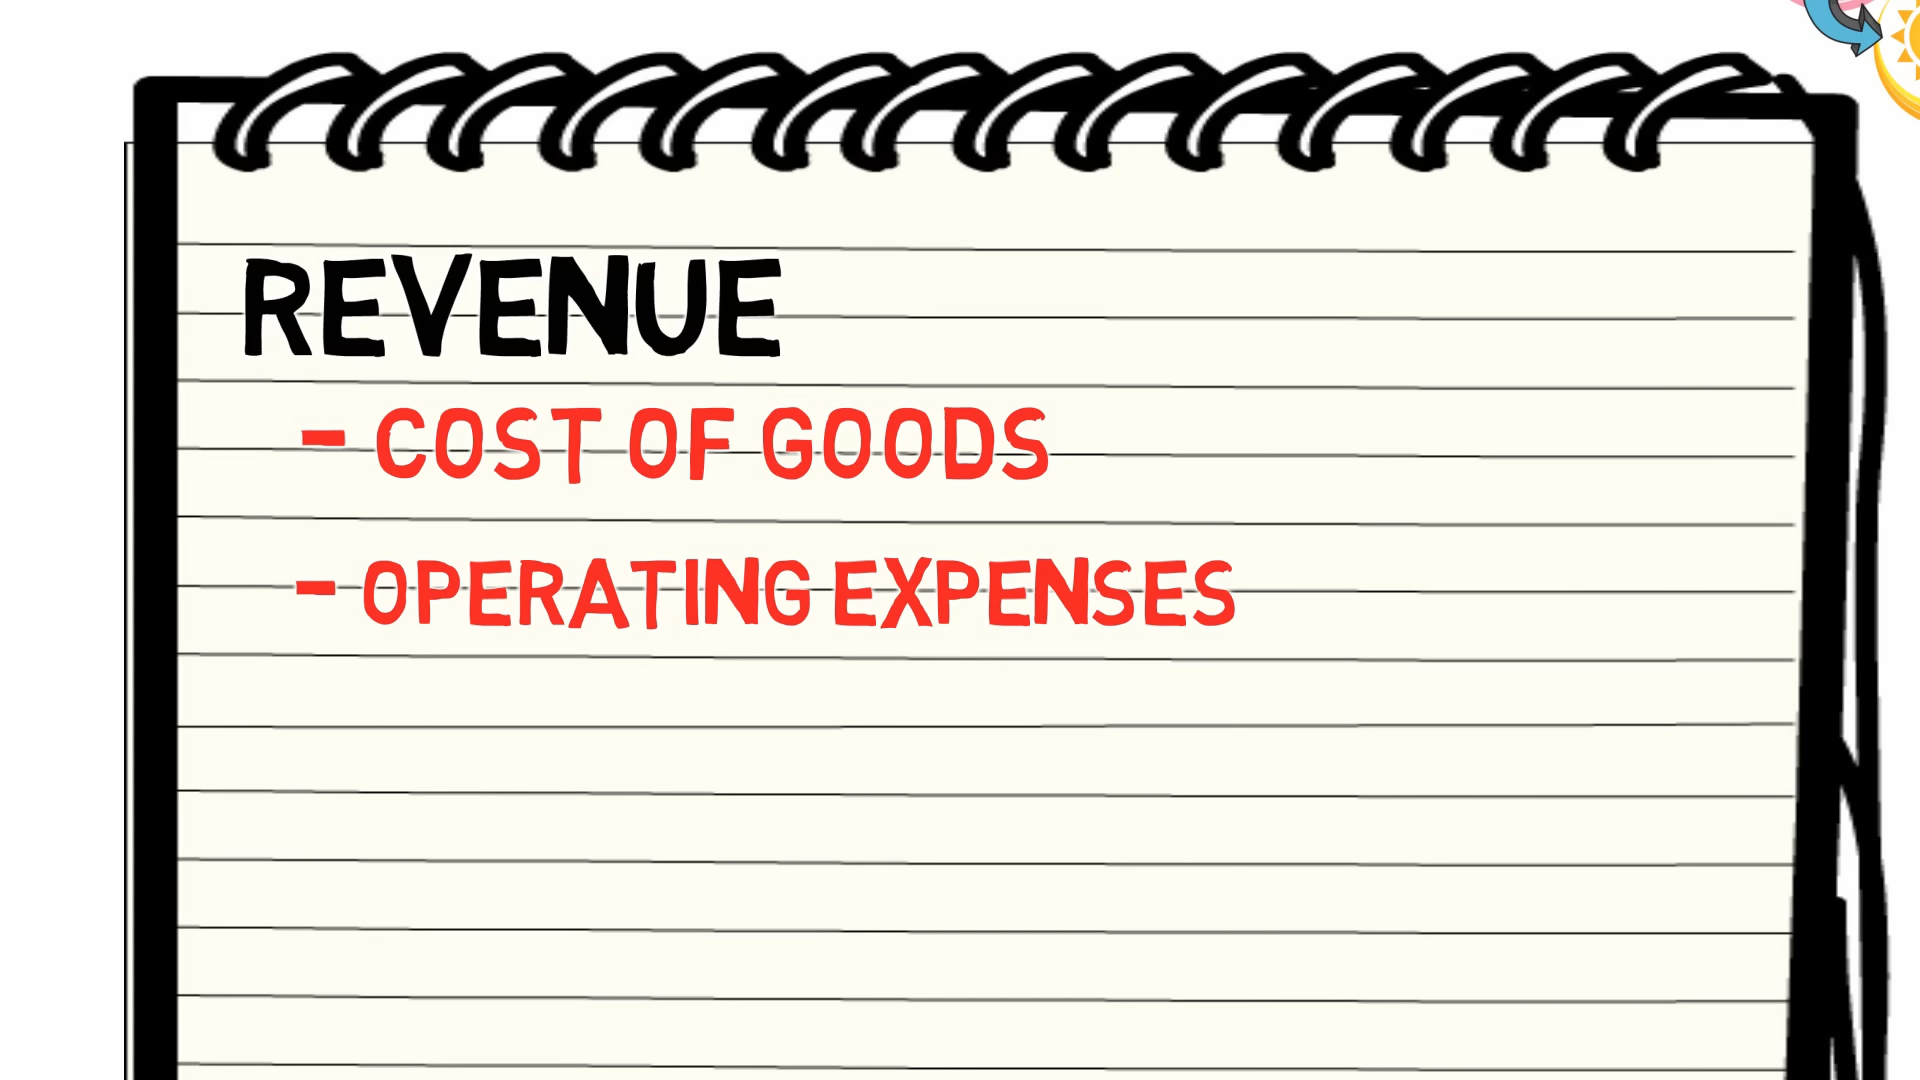 REVENUE
- COST OF GOODS
- OPERATING EXPENSES